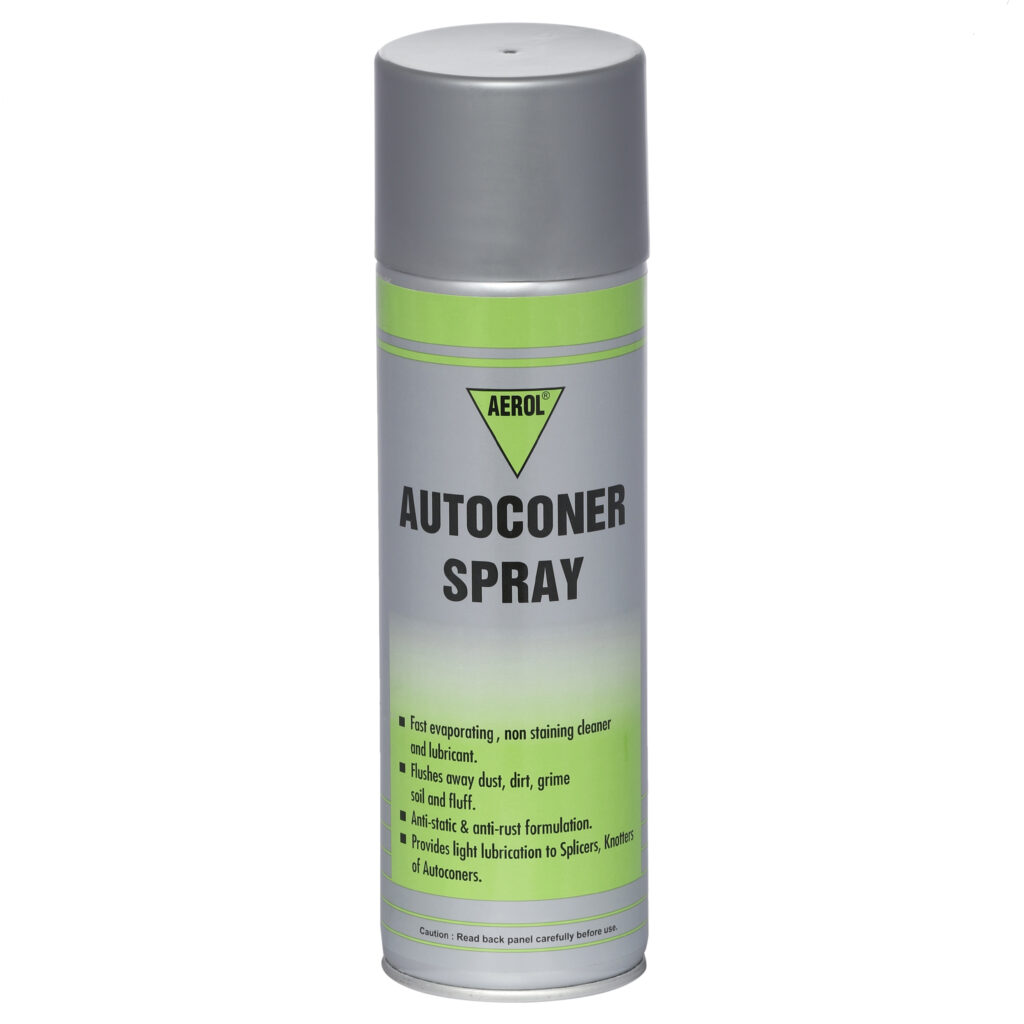 AEROL®
AUTOCONER
SPRAY
■ Fast evaporating , non staining cleaner
and lubricant.
■ Flushes away dust, dirt, grime
soil and fluff.
■ Anti-static & anti-rust formulation.
■ Provides light lubrication to Splicers, Knotters
of Autoconers.
Caution : Read back panel carefully before use.